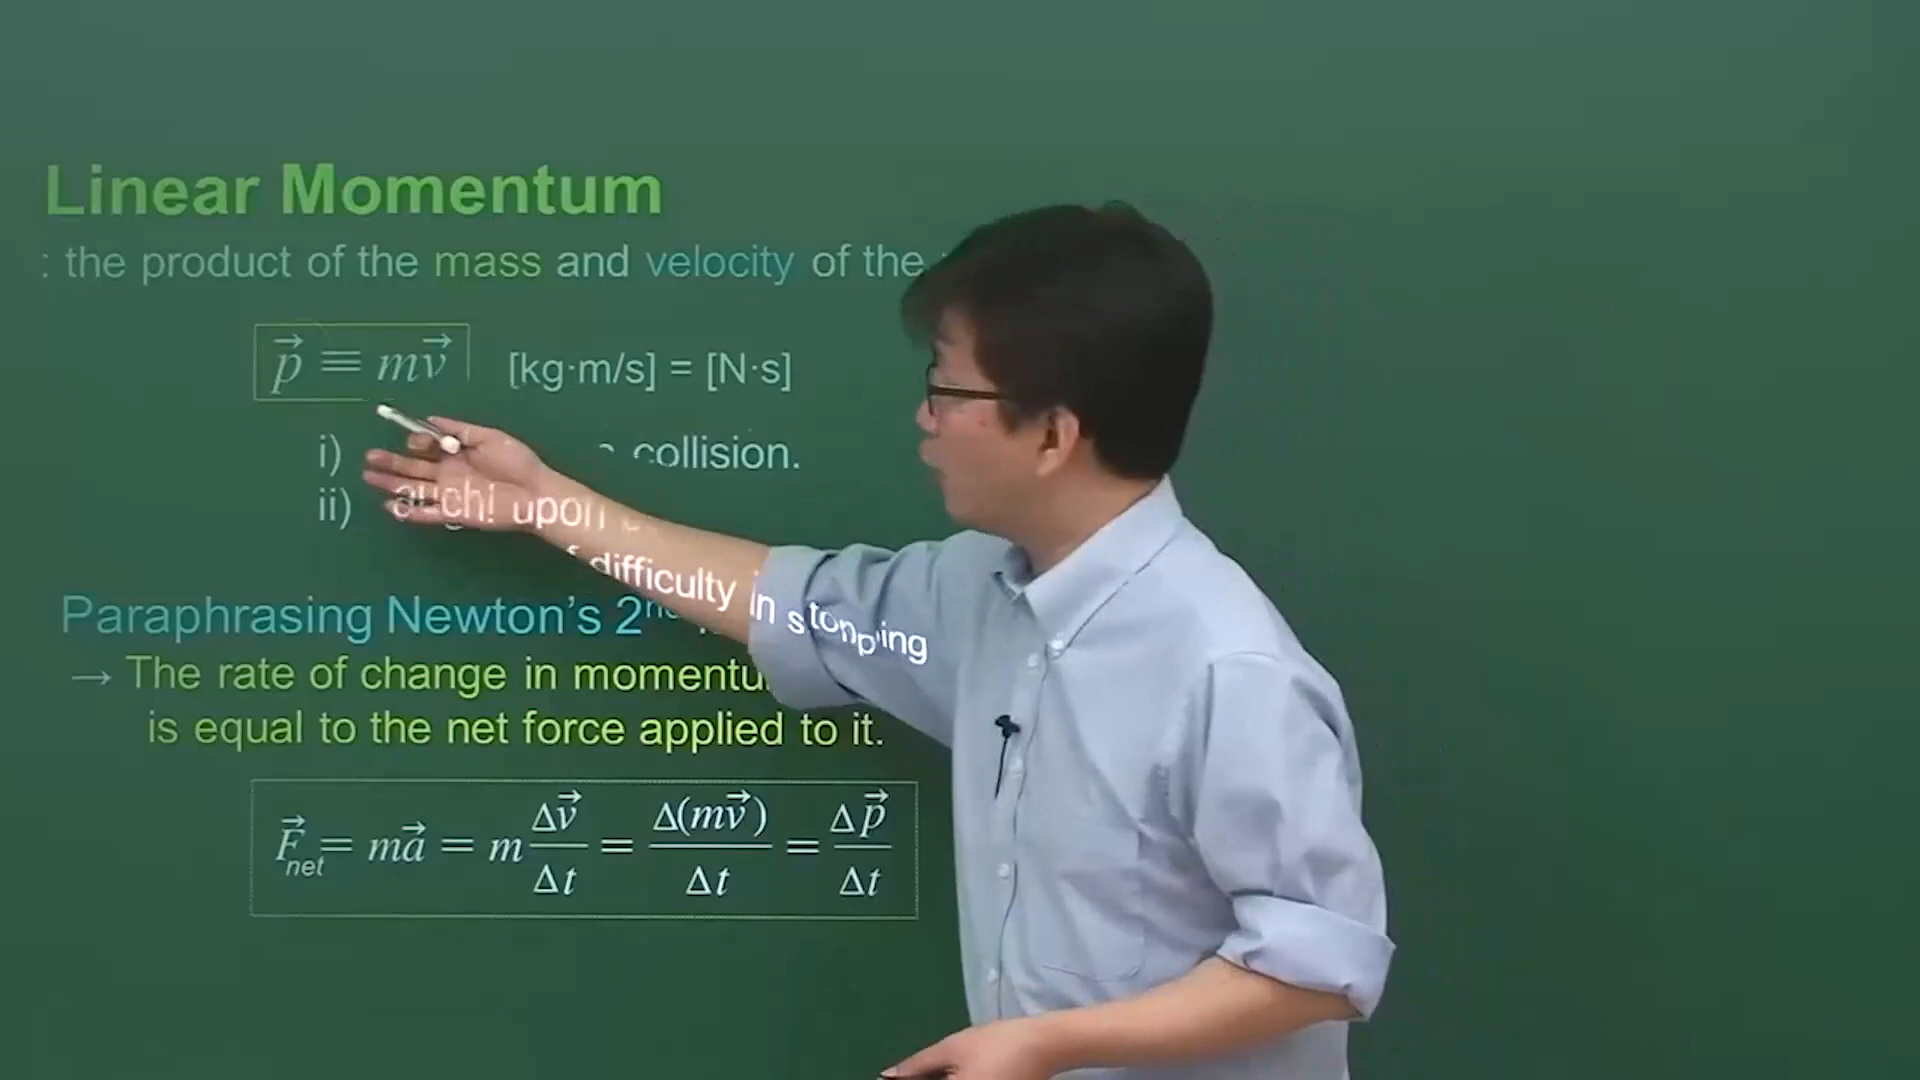 Linear Momentum
: the product of the mass and velocity of the
p⃗ ≡ mv⃗ [kg·m/s] = [N·s]
i) collision.
ii) ough! upon
difficulty in stopping
Paraphrasing Newton's 2nd
→ The rate of change in
is equal to the net force applied to it.
F⃗net = ma⃗ = m Δv⃗/Δt = Δ(mv⃗)/Δt = Δp⃗/Δt